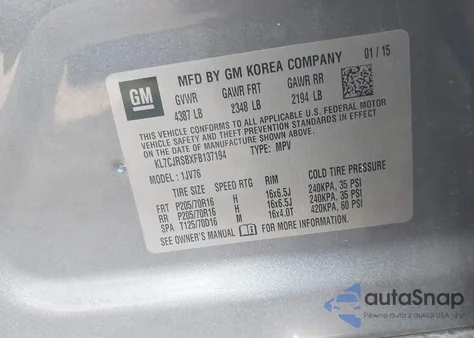 GM
MFD BY GM KOREA COMPANY 01 / 15
GVWR GAWR FRT GAWR RR
4387 LB 2348 LB 2194 LB
THIS VEHICLE CONFORMS TO ALL APPLICABLE U.S. FEDERAL MOTOR
VEHICLE SAFETY AND THEFT PREVENTION STANDARDS IN
EFFECT ON THE DATE OF MANUFACTURE SHOWN ABOVE.
KL7CJRSBXFB137194 TYPE: MPV
MODEL: 1JV76
TIRE SIZE SPEED RTG RIM COLD TIRE PRESSURE
FRT P205/70R16 H 16x6.5J 240KPA, 35 PSI
RR P205/70R16 H 16x6.5J 240KPA, 35 PSI
SPA T125/70D16 M 16x4.0T 420KPA, 60 PSI
SEE OWNER'S MANUAL FOR MORE INFORMATION
autoSnap
Pewne auta z aukcji USA